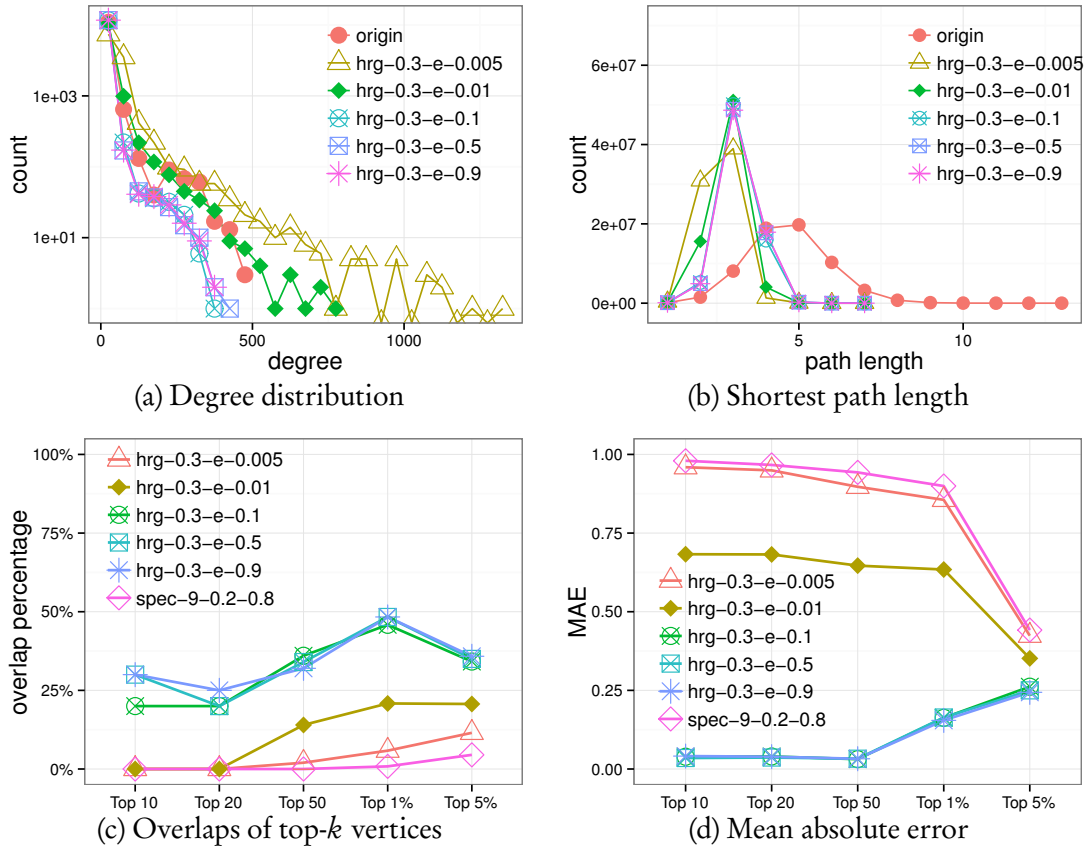 origin
hrg-0.3-e-0.005
hrg-0.3-e-0.01
hrg-0.3-e-0.1
hrg-0.3-e-0.5
hrg-0.3-e-0.9
count
1e+03
1e+01
0
500
1000
degree
(a) Degree distribution
origin
hrg-0.3-e-0.005
hrg-0.3-e-0.01
hrg-0.3-e-0.1
hrg-0.3-e-0.5
hrg-0.3-e-0.9
count
6e+07
4e+07
2e+07
0e+00
5
10
path length
(b) Shortest path length
hrg-0.3-e-0.005
hrg-0.3-e-0.01
hrg-0.3-e-0.1
hrg-0.3-e-0.5
hrg-0.3-e-0.9
spec-9-0.2-0.8
overlap percentage
100%
75%
50%
25%
0%
Top 10
Top 20
Top 50
Top 1%
Top 5%
(c) Overlaps of top-k vertices
MAE
1.00
0.75
0.50
0.25
0.00
hrg-0.3-e-0.005
hrg-0.3-e-0.01
hrg-0.3-e-0.1
hrg-0.3-e-0.5
hrg-0.3-e-0.9
spec-9-0.2-0.8
Top 10
Top 20
Top 50
Top 1%
Top 5%
(d) Mean absolute error